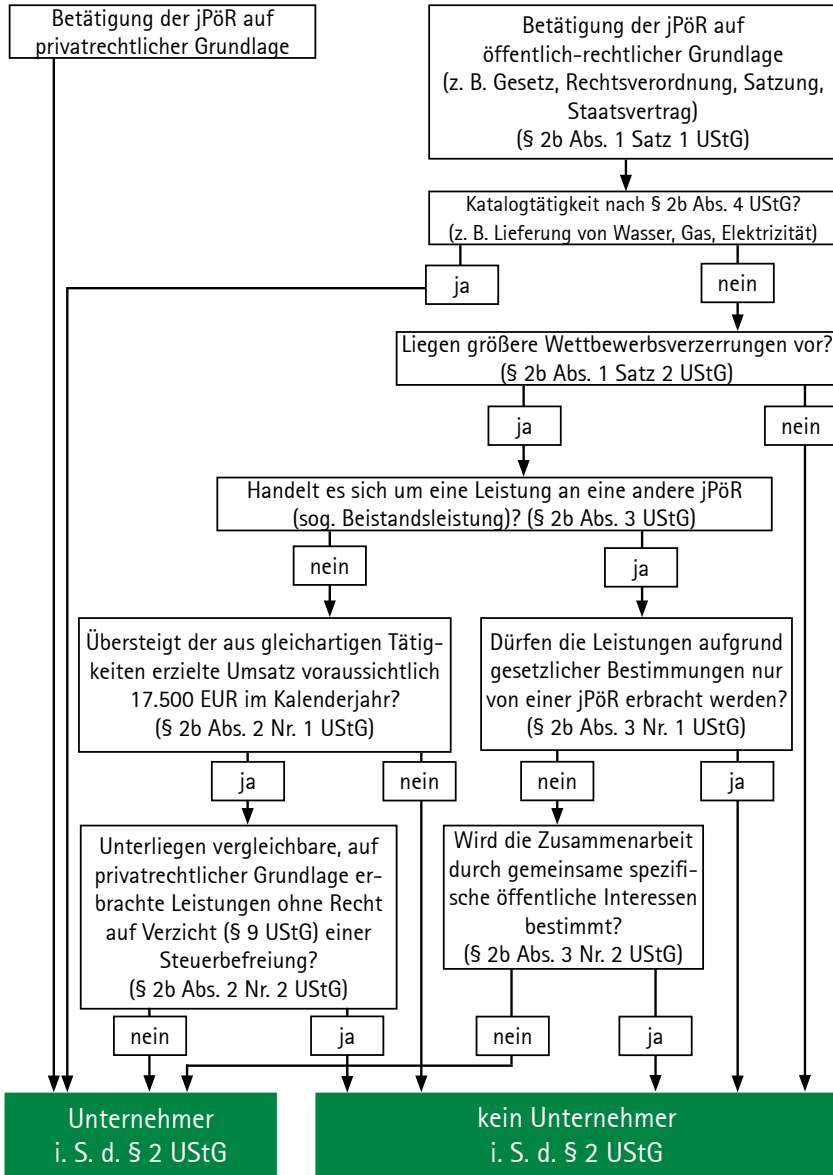 Betätigung der jPöR auf
privatrechtlicher Grundlage
Betätigung der jPöR auf
öffentlich-rechtlicher Grundlage
(z. B. Gesetz, Rechtsverordnung, Satzung,
Staatsvertrag)
(§ 2b Abs. 1 Satz 1 UStG)
Katalogtätigkeit nach § 2b Abs. 4 UStG?
(z. B. Lieferung von Wasser, Gas, Elektrizität)
ja
nein
Liegen größere Wettbewerbsverzerrungen vor?
(§ 2b Abs. 1 Satz 2 UStG)
ja
nein
Handelt es sich um eine Leistung an eine andere jPöR
(sog. Beistandsleistung)? (§ 2b Abs. 3 UStG)
nein
ja
Übersteigt der aus gleichartigen Tätig-
keiten erzielte Umsatz voraussichtlich
17.500 EUR im Kalenderjahr?
(§ 2b Abs. 2 Nr. 1 UStG)
Dürfen die Leistungen aufgrund
gesetzlicher Bestimmungen nur
von einer jPöR erbracht werden?
(§ 2b Abs. 3 Nr. 1 UStG)
ja
nein
nein
ja
Unterliegen vergleichbare, auf
privatrechtlicher Grundlage er-
brachte Leistungen ohne Recht
auf Verzicht (§ 9 UStG) einer
Steuerbefreiung?
(§ 2b Abs. 2 Nr. 2 UStG)
Wird die Zusammenarbeit
durch gemeinsame spezifi-
sche öffentliche Interessen
bestimmt?
(§ 2b Abs. 3 Nr. 2 UStG)
nein
ja
nein
ja
Unternehmer
i. S. d. § 2 UStG
kein Unternehmer
i. S. d. § 2 UStG